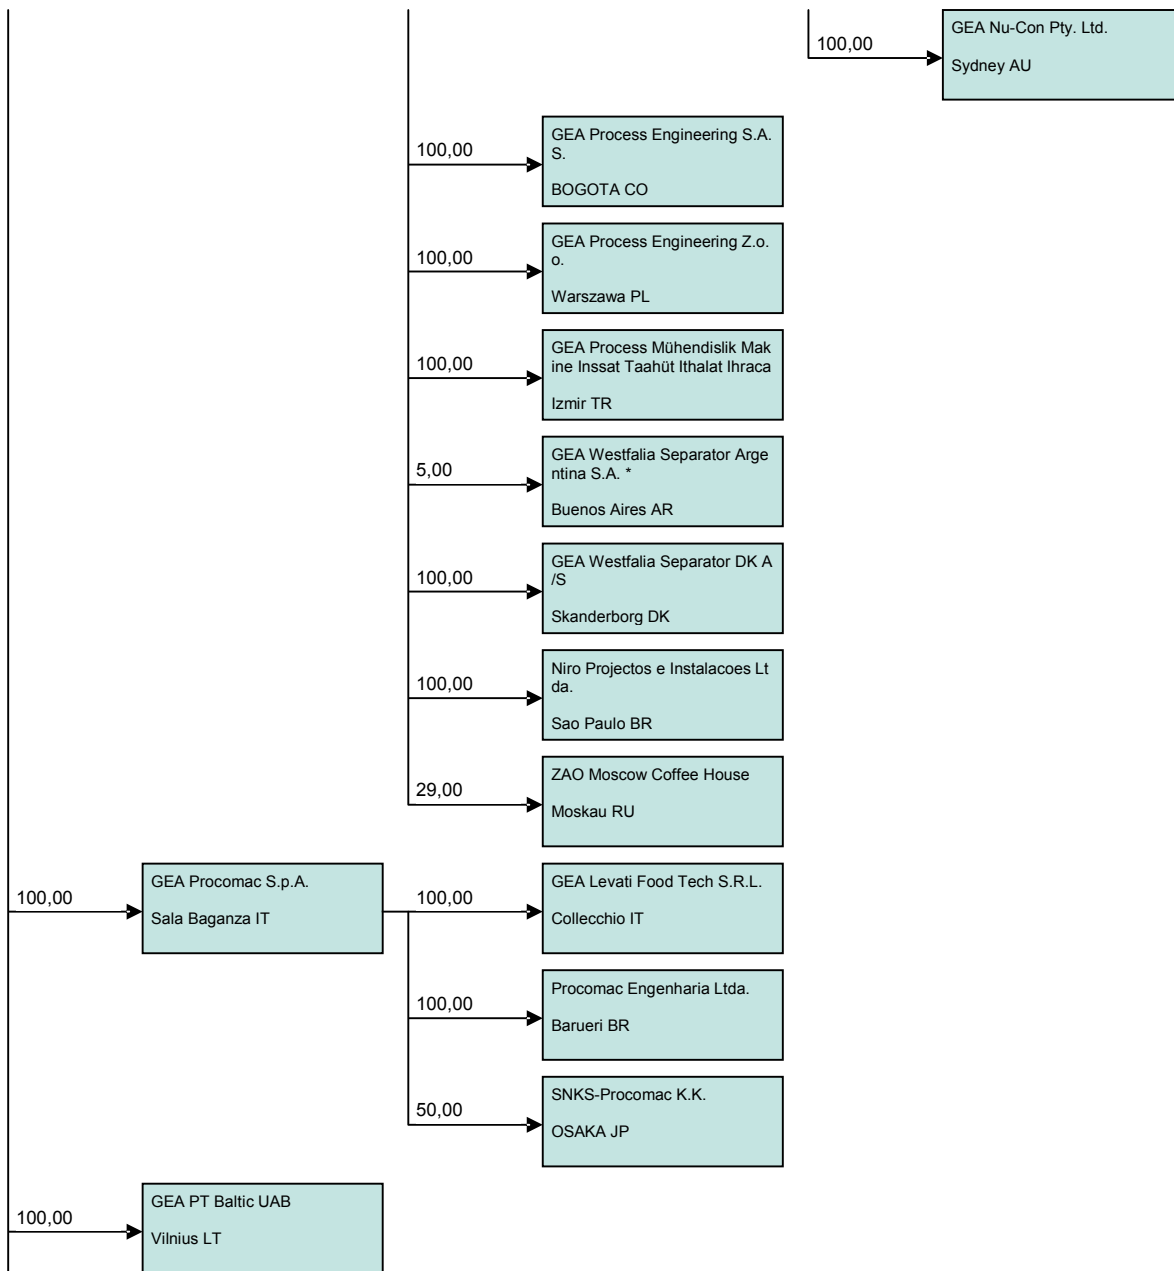 100,00
GEA Nu-Con Pty. Ltd.
Sydney AU
100,00
GEA Process Engineering S.A.
S.
BOGOTA CO
100,00
GEA Process Engineering Z.o.
o.
Warszawa PL
100,00
GEA Process Mühendislik Mak
ine Inssat Taahüt Ithalat Ihraca
Izmir TR
5,00
GEA Westfalia Separator Arge
ntina S.A. *
Buenos Aires AR
100,00
GEA Westfalia Separator DK A
/S
Skanderborg DK
100,00
Niro Projectos e Instalacoes Lt
da.
Sao Paulo BR
29,00
ZAO Moscow Coffee House
Moskau RU
100,00
GEA Procomac S.p.A.
Sala Baganza IT
100,00
GEA Levati Food Tech S.R.L.
Collecchio IT
100,00
Procomac Engenharia Ltda.
Barueri BR
50,00
SNKS-Procomac K.K.
OSAKA JP
100,00
GEA PT Baltic UAB
Vilnius LT